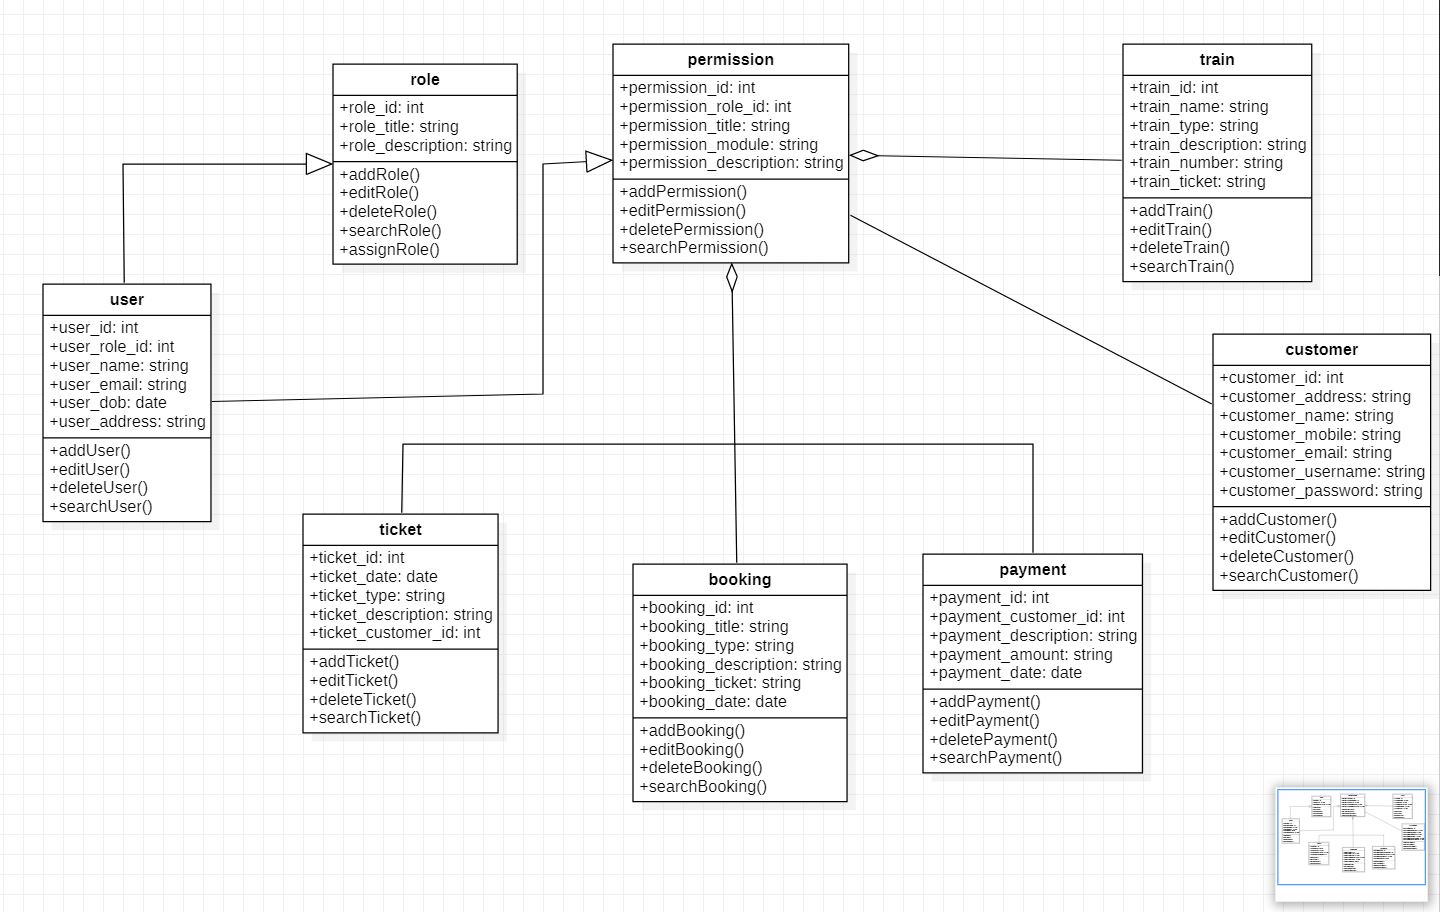 role
+role_id: int
+role_title: string
+role_description: string
+addRole()
+editRole()
+deleteRole()
+searchRole()
+assignRole()
permission
+permission_id: int
+permission_role_id: int
+permission_title: string
+permission_module: string
+permission_description: string
+addPermission()
+editPermission()
+deletePermission()
+searchPermission()
train
+train_id: int
+train_name: string
+train_type: string
+train_description: string
+train_number: string
+train_ticket: string
+addTrain()
+editTrain()
+deleteTrain()
+searchTrain()
user
+user_id: int
+user_role_id: int
+user_name: string
+user_email: string
+user_dob: date
+user_address: string
+addUser()
+editUser()
+deleteUser()
+searchUser()
customer
+customer_id: int
+customer_address: string
+customer_name: string
+customer_mobile: string
+customer_email: string
+customer_username: string
+customer_password: string
+addCustomer()
+editCustomer()
+deleteCustomer()
+searchCustomer()
ticket
+ticket_id: int
+ticket_date: date
+ticket_type: string
+ticket_description: string
+ticket_customer_id: int
+addTicket()
+editTicket()
+deleteTicket()
+searchTicket()
booking
+booking_id: int
+booking_title: string
+booking_type: string
+booking_description: string
+booking_ticket: string
+booking_date: date
+addBooking()
+editBooking()
+deleteBooking()
+searchBooking()
payment
+payment_id: int
+payment_customer_id: int
+payment_description: string
+payment_amount: string
+payment_date: date
+addPayment()
+editPayment()
+deletePayment()
+searchPayment()